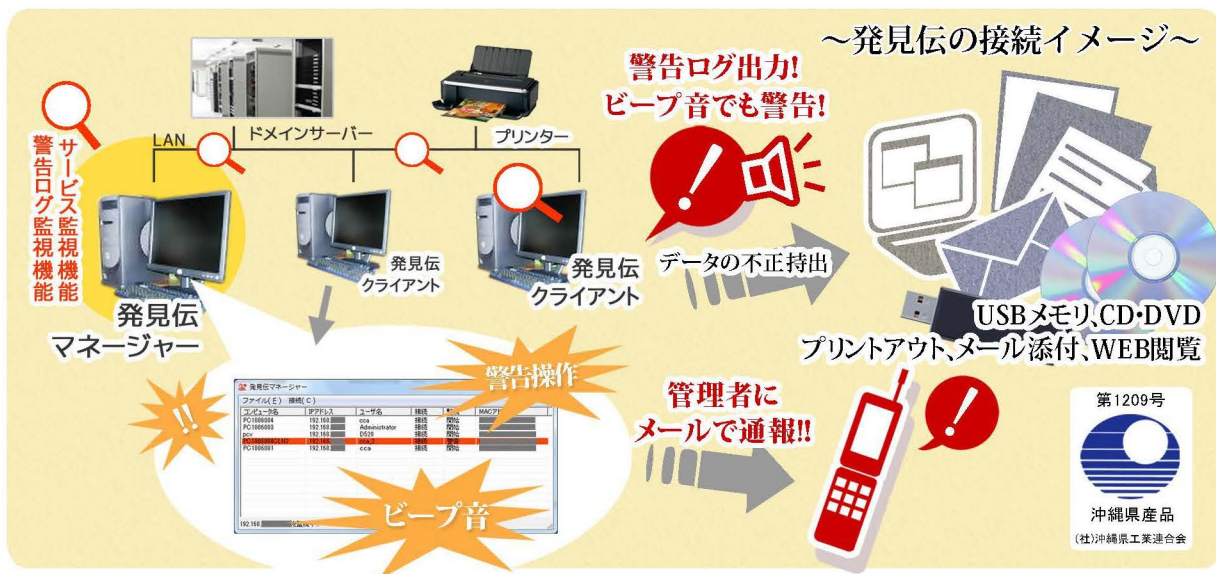 ～発見伝の接続イメージ～
警告ログ出力!
ビープ音でも警告!
LAN
ドメインサーバー
プリンター
サービス監視機能
警告ログ監視機能
発見伝
マネージャー
発見伝
クライアント
発見伝
クライアント
データの不正持出
USBメモリ、CD・DVD
プリントアウト、メール添付、WEB閲覧
!!
警告操作
発見伝マネージャー
ファイル(E) 接続(C)
コンピュータ名 IPアドレス ユーザ名 接続 MACア
PC1006004 192.168. cca 接続 開始
PC1006003 192.168. Administrator 接続 開始
pcv 192.168. D520 接続 開始
192.168. cca_2 接続 警告
PC1006001 192.168. cca 接続 開始
192.168.
ビープ音
管理者に
メールで通報!!
第1209号
沖縄県産品
(社)沖縄県工業連合会